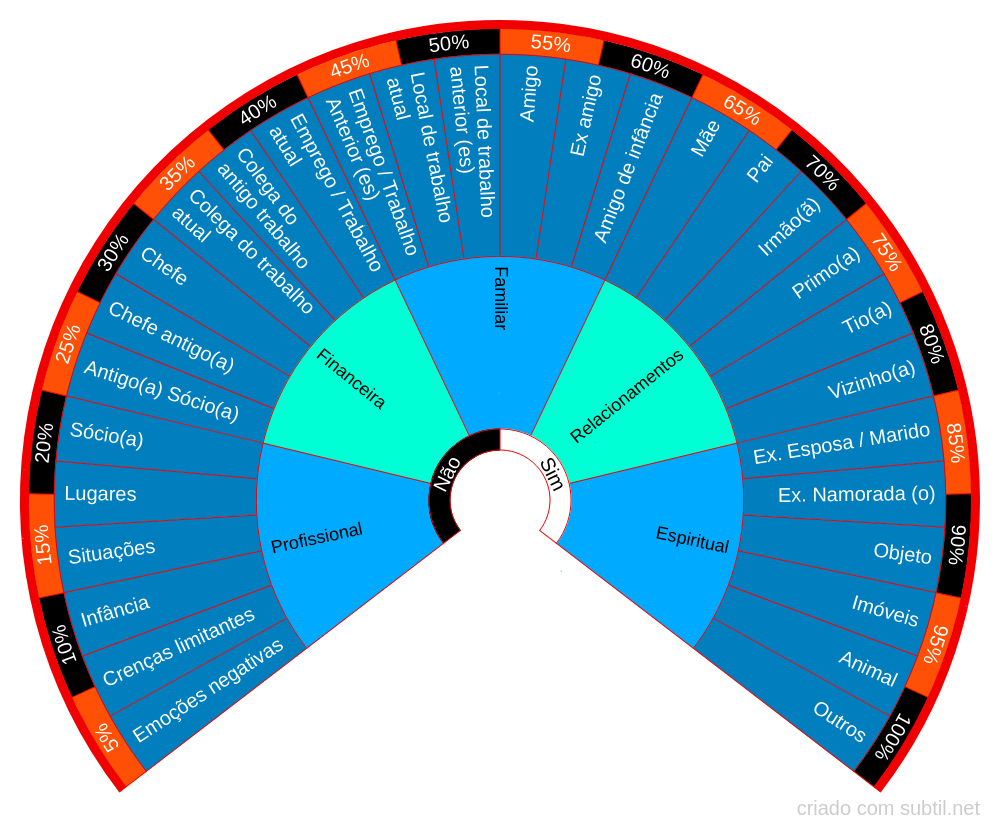 5%
10%
15%
20%
25%
30%
35%
40%
45%
50%
55%
60%
65%
70%
75%
80%
85%
90%
95%
100%
Emoções negativas
Crenças limitantes
Infância
Situações
Lugares
Sócio(a)
Antigo(a) Sócio(a)
Chefe antigo(a)
Chefe
Colega do trabalho
atual
Colega do
antigo trabalho
Emprego / Trabalho
atual
Emprego / Trabalho
Anterior (es)
Local de trabalho
atual
Local de trabalho
anterior (es)
Amigo
Ex amigo
Amigo de infância
Mãe
Pai
Irmão(ã)
Primo(a)
Tio(a)
Vizinho(a)
Ex. Esposa / Marido
Ex. Namorada (o)
Objeto
Imóveis
Animal
Outros
Profissional
Financeira
Familiar
Relacionamentos
Espiritual
Não
Sim
criado com subtil.net